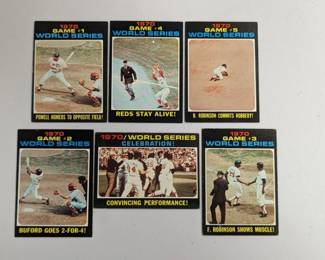 1970
GAME #1
WORLD SERIES
POWELL HOMERS TO OPPOSITE FIELD!
1970
GAME #4
WORLD SERIES
REDS STAY ALIVE!
1970
GAME #5
WORLD SERIES
B. ROBINSON COMMITS ROBBERY!
1970
GAME #2
WORLD SERIES
BUFORD GOES 2-FOR-4!
1970/WORLD SERIES
CELEBRATION!
CONVINCING PERFORMANCE!
1970
GAME #3
WORLD SERIES
F. ROBINSON SHOWS MUSCLE!